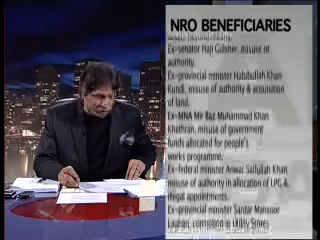 NRO BENEFICIARIES
assets beyond means.
Ex-senator Haji Gulsher, misuse of
authority.
Ex-provincial minister Habibullah Khan
Kundi, misuse of authority & acquisition
of land.
Ex-MNA Mir Baz Muhammad Khan
Khethran, misuse of government
funds allocated for people's
works programme.
Ex-federal minister Anwar Saifullah Khan
misuse of authority in allocation of LPG &
illegal appointments.
Ex-provincial minister Sardar Mansoor
Leghari, corruption in Utility Stores